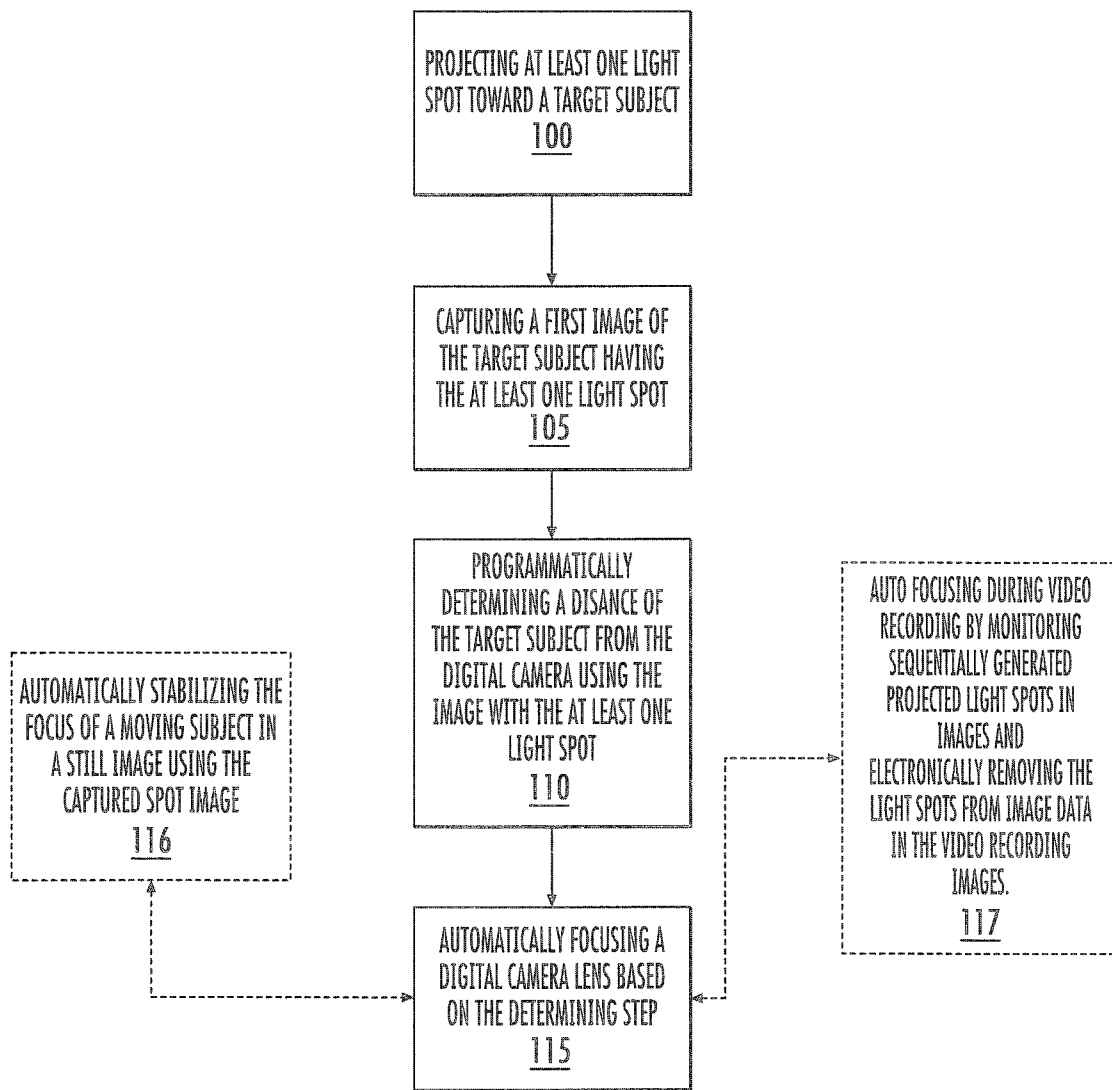 PROJECTING AT LEAST ONE LIGHT
SPOT TOWARD A TARGET SUBJECT
100
CAPTURING A FIRST IMAGE OF
THE TARGET SUBJECT HAVING
THE AT LEAST ONE LIGHT SPOT
105
PROGRAMMATICALLY
DETERMINING A DISANCE OF
THE TARGET SUBJECT FROM THE
DIGITAL CAMERA USING THE
IMAGE WITH THE AT LEAST ONE
LIGHT SPOT
110
AUTOMATICALLY STABILIZING THE
FOCUS OF A MOVING SUBJECT IN
A STILL IMAGE USING THE
CAPTURED SPOT IMAGE
116
AUTO FOCUSING DURING VIDEO
RECORDING BY MONITORING
SEQUENTIALLY GENERATED
PROJECTED LIGHT SPOTS IN
IMAGES AND
ELECTRONICALLY REMOVING THE
LIGHT SPOTS FROM IMAGE DATA
IN THE VIDEO RECORDING
IMAGES.
117
AUTOMATICALLY FOCUSING A
DIGITAL CAMERA LENS BASED
ON THE DETERMINING STEP
115